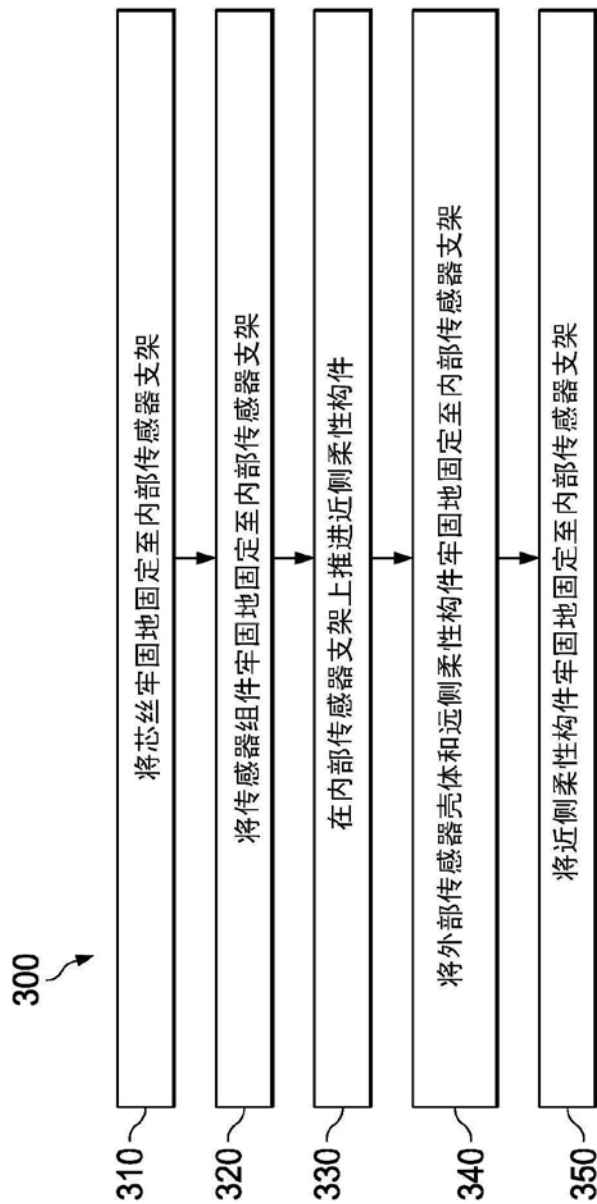 300
310
将芯丝牢固地固定至内部传感器支架
320
将传感器组件牢固地固定至内部传感器支架
330
在内部传感器支架上推进近侧柔性构件
340
将外部传感器壳体和远侧柔性构件牢固地固定至内部传感器支架
350
将近侧柔性构件牢固地固定至内部传感器支架